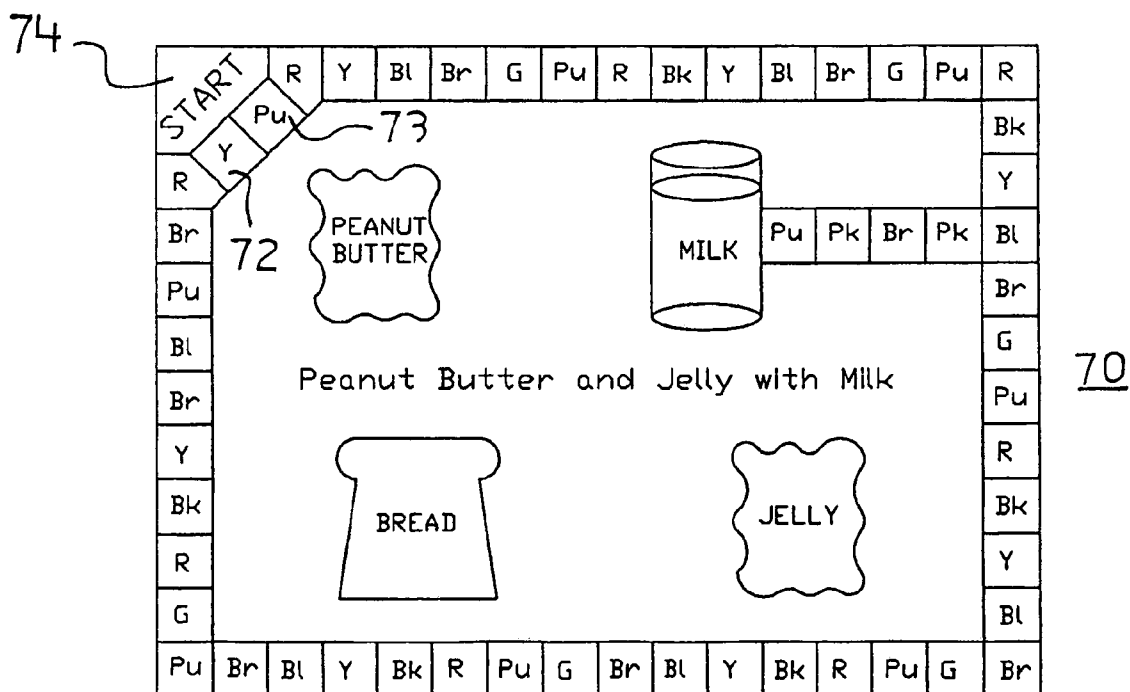 74
START
R Y Bl Br G Pu R Bk Y Bl Br G Pu R
Pu 73 Bk
Y
R Y
72
Br PEANUT BUTTER MILK Pu Pk Br Pk Bl
Pu Br
Bl G
Peanut Butter and Jelly with Milk 70
Br Pu
Y R
Bk BREAD JELLY Bk
R Y
G Bl
Pu Br Bl Y Bk R Pu G Br Bl Y Bk R Pu G Br